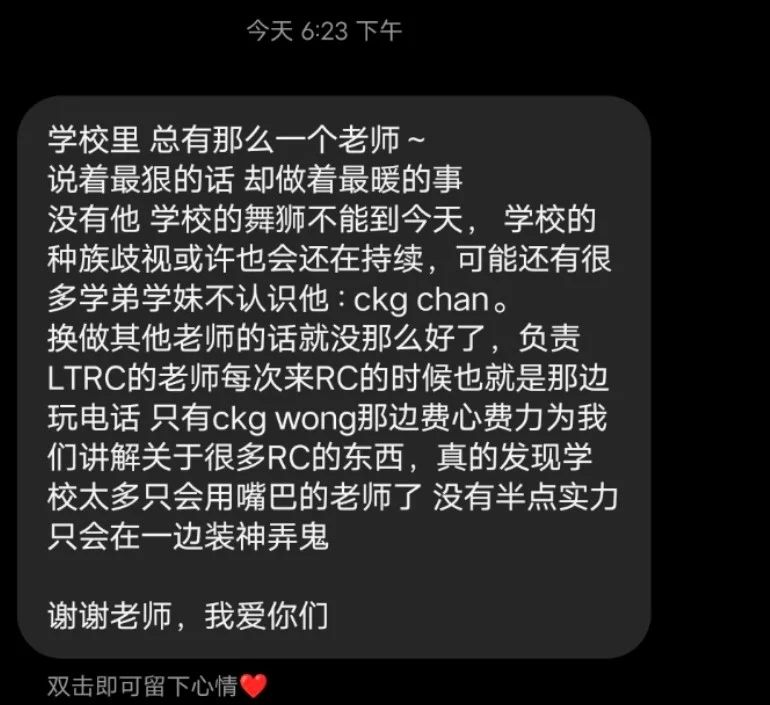 今天 6:23 下午
学校里 总有那么一个老师～
说着最狠的话 却做着最暖的事
没有他 学校的舞狮不能到今天， 学校的
种族歧视或许也会还在持续，可能还有很
多学弟学妹不认识他：ckg chan。
换做其他老师的话就没那么好了，负责
LTRC的老师每次来RC的时候也就是那边
玩电话 只有ckg wong那边费心费力为我
们讲解关于很多RC的东西，真的发现学
校太多只会用嘴巴的老师了 没有半点实力
只会在一边装神弄鬼
谢谢老师，我爱你们
双击即可留下心情❤️